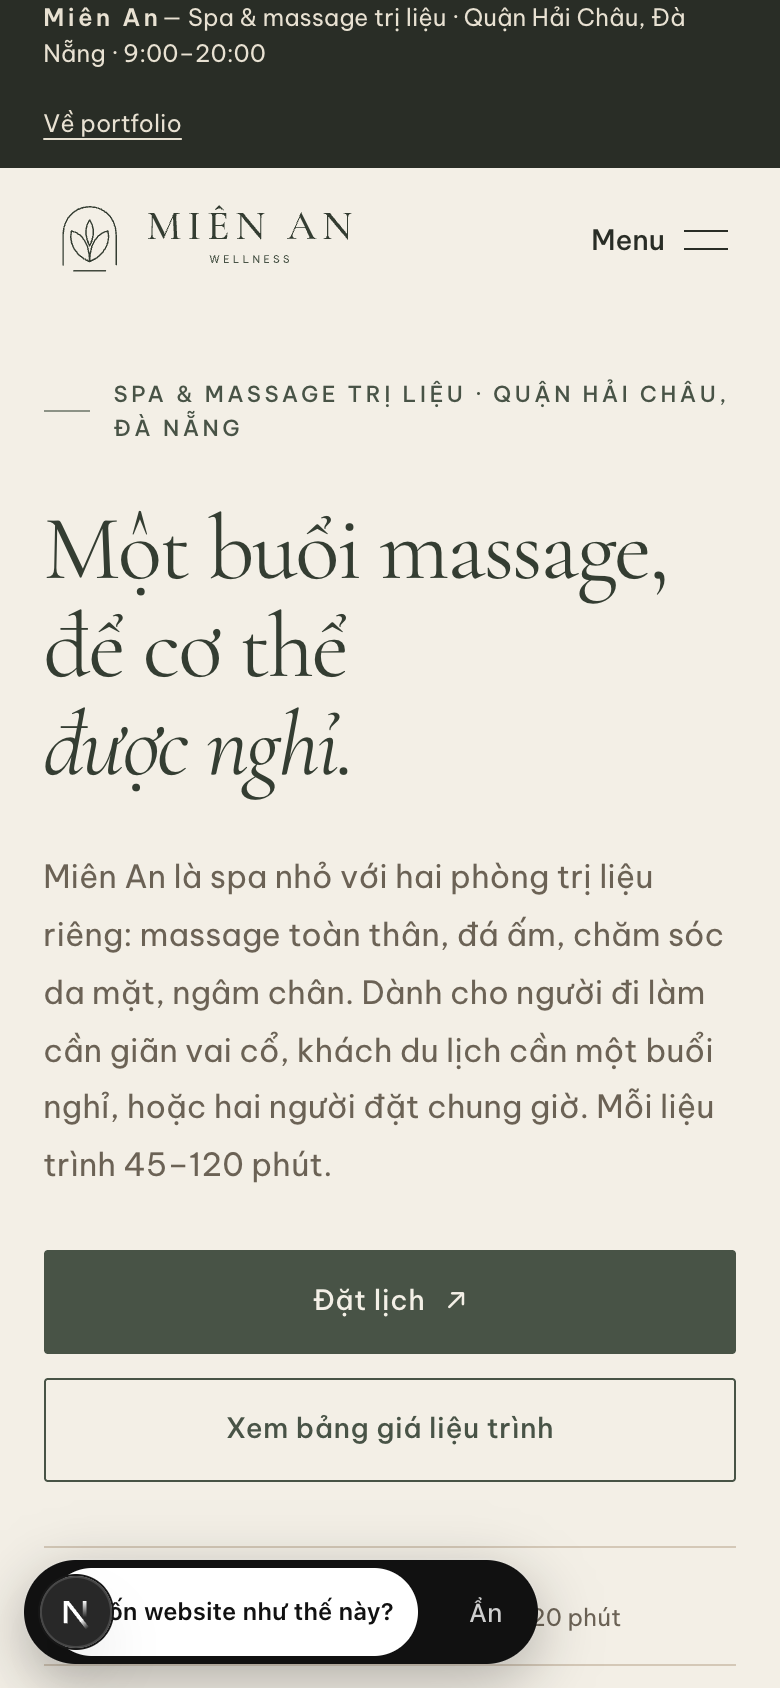 Miên An — Spa & massage trị liệu · Quận Hải Châu, Đà
Nẵng · 9:00–20:00
Về portfolio
MIÊN AN
WELLNESS
Menu
SPA & MASSAGE TRỊ LIỆU · QUẬN HẢI CHÂU,
ĐÀ NẴNG
Một buổi massage,
để cơ thể
được nghỉ.
Miên An là spa nhỏ với hai phòng trị liệu
riêng: massage toàn thân, đá ấm, chăm sóc
da mặt, ngâm chân. Dành cho người đi làm
cần giãn vai cổ, khách du lịch cần một buổi
nghỉ, hoặc hai người đặt chung giờ. Mỗi liệu
trình 45–120 phút.
Đặt lịch
Xem bảng giá liệu trình
N
website như thế này?
Ẩn
phút